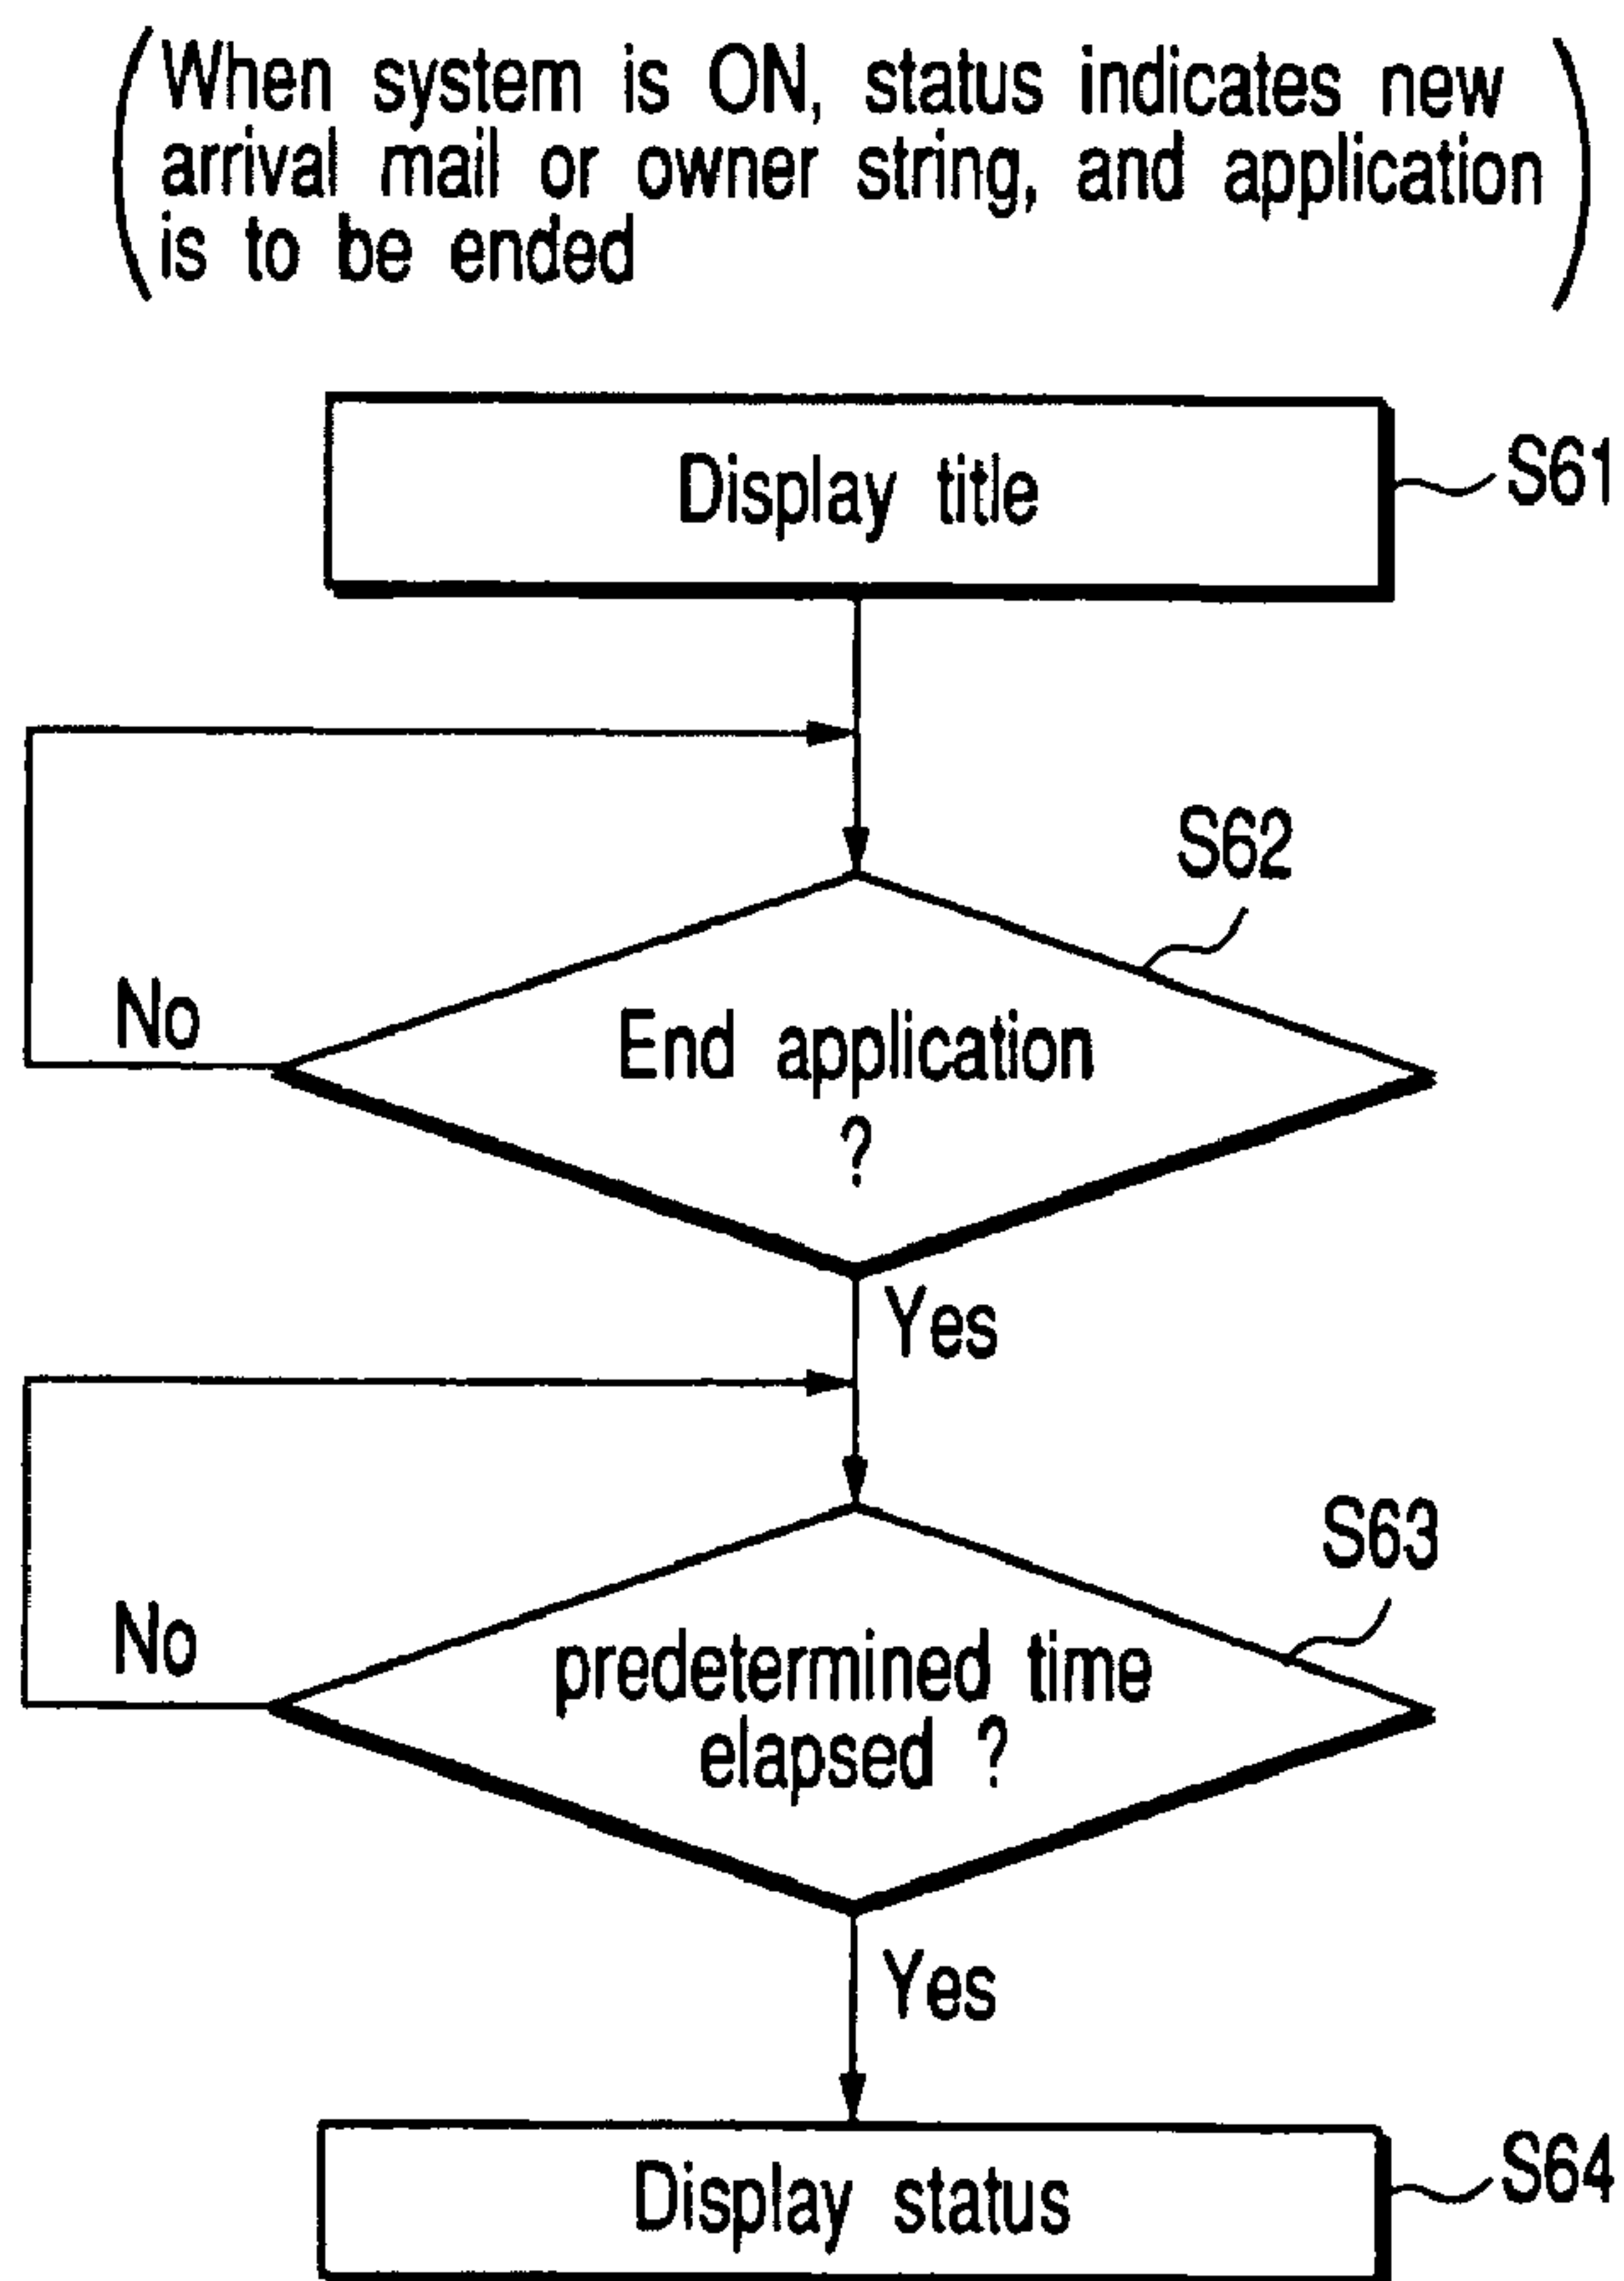 When system is ON, status indicates new
arrival mail or owner string, and application
is to be ended
Display title
S61
S62
No
End application
?
Yes
S63
No
predetermined time
elapsed ?
Yes
Display status
S64